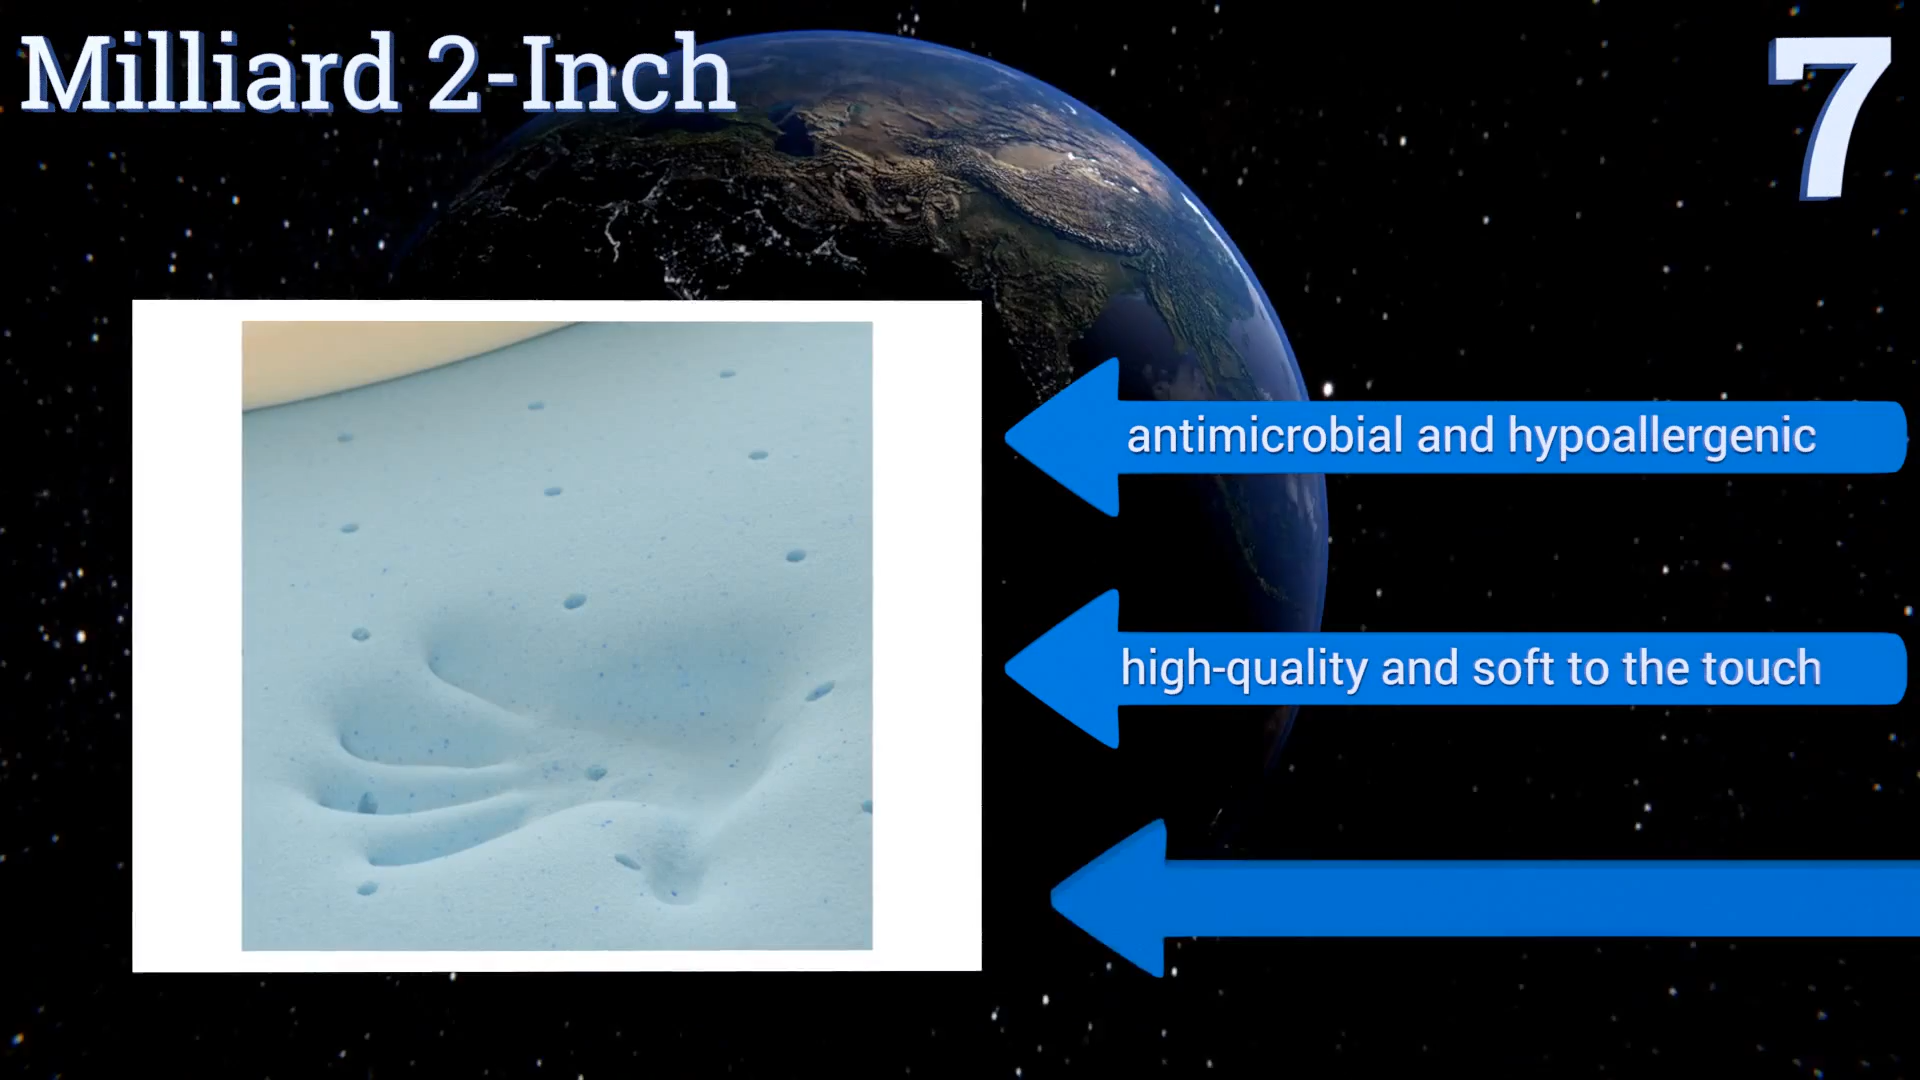 Milliard 2-Inch
7
antimicrobial and hypoallergenic
high-quality and soft to the touch